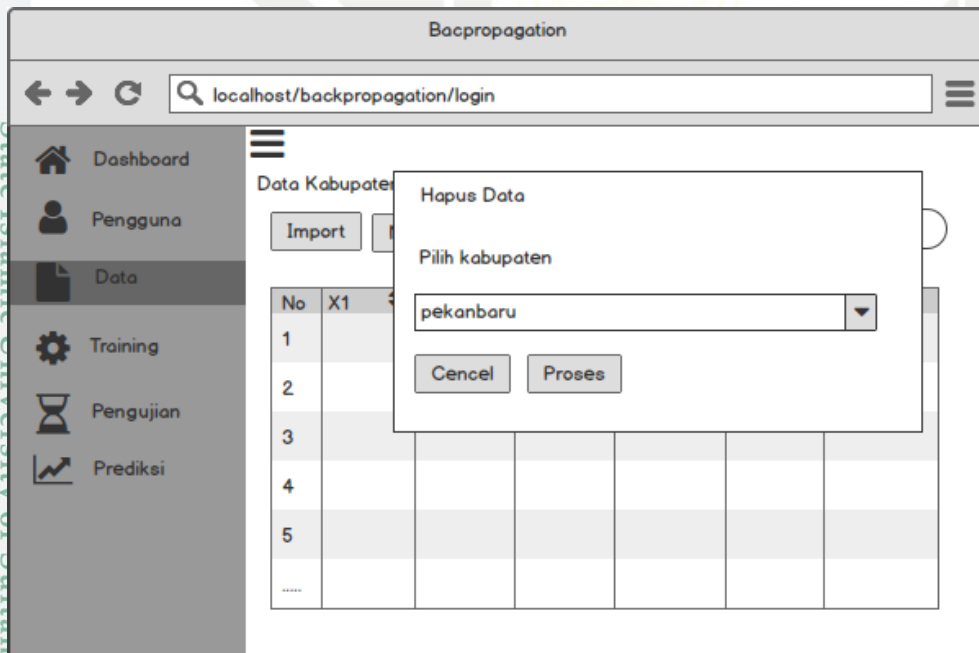 Bacpropagation
localhost/backpropagation/login
Dashboard
Pengguna
Data
Training
Pengujian
Prediksi
Data Kabupaten
Import
No X1
1
2
3
4
5
......
Hapus Data
Pilih kabupaten
pekanbaru
Cencel Proses